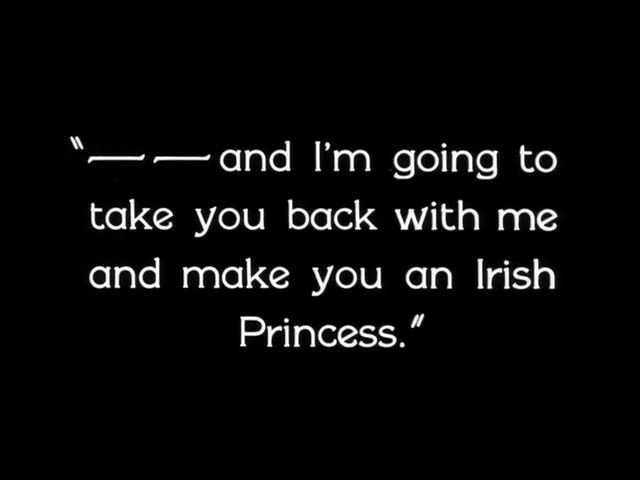 "— — and I'm going to
take you back with me
and make you an Irish
Princess."